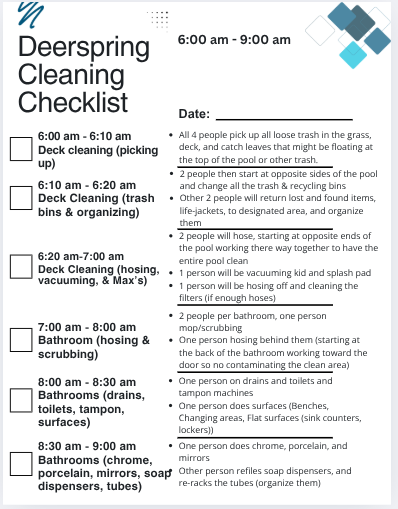 Deerspring
Cleaning
Checklist
6:00 am - 9:00 am
Date:
6:00 am - 6:10 am
Deck cleaning (picking
up)
• All 4 people pick up all loose trash in the grass,
deck, and catch leaves that might be floating at
the top of the pool or other trash.
6:10 am - 6:20 am
Deck Cleaning (trash
bins & organizing)
• 2 people then start at opposite sides of the pool
and change all the trash & recycling bins
• Other 2 people will return lost and found items,
life-jackets, to designated area, and organize
them
6:20 am-7:00 am
Deck Cleaning (hosing,
vacuuming, & Max's)
• 2 people will hose, starting at opposite ends of
the pool working there way together to have the
entire pool clean
• 1 person will be vacuuming kid and splash pad
• 1 person will be hosing off and cleaning the
filters (if enough hoses)
7:00 am - 8:00 am
Bathroom (hosing &
scrubbing)
• 2 people per bathroom, one person
mop/scrubbing
• One person hosing behind them (starting at
the back of the bathroom working toward the
door so no contaminating the clean area)
8:00 am - 8:30 am
Bathrooms (drains,
toilets, tampon,
surfaces)
• One person on drains and toilets and
tampon machines
• One person does surfaces (Benches,
Changing areas, Flat surfaces (sink counters,
lockers))
8:30 am - 9:00 am
Bathrooms (chrome,
porcelain, mirrors, soap
dispensers, tubes)
• One person does chrome, porcelain, and
mirrors
• Other person refiles soap dispensers, and
re-racks the tubes (organize them)